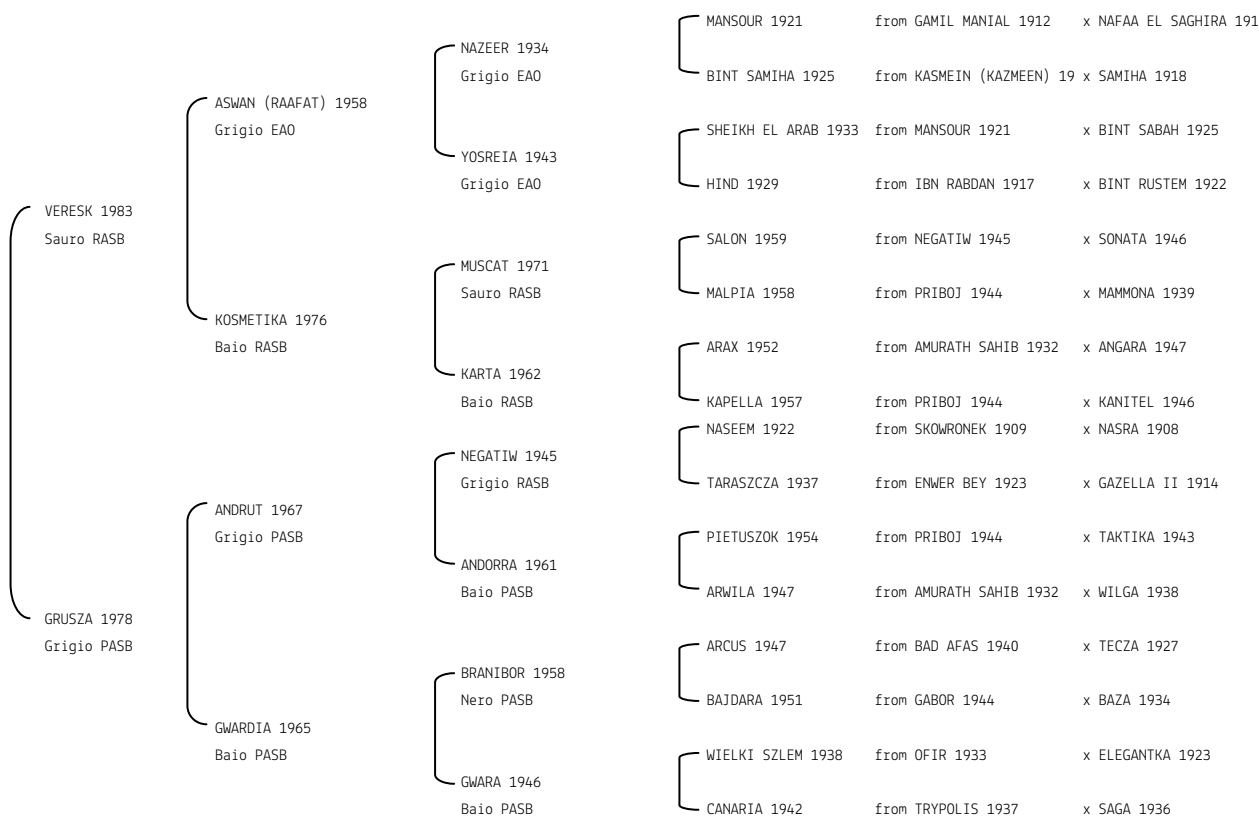 MANSOUR 1921 from GAMIL MANIAL 1912 x NAFAA EL SAGHIRA 191
NAZEER 1934
Grigio EAO
BINT SAMIHA 1925 from KASMEIN (KAZMEEN) 19 x SAMIHA 1918
ASWAN (RAAFAT) 1958
Grigio EAO
SHEIKH EL ARAB 1933 from MANSOUR 1921 x BINT SABAH 1925
YOSREIA 1943
Grigio EAO
HIND 1929 from IBN RABDAN 1917 x BINT RUSTEM 1922
VERESK 1983
Sauro RASB
SALON 1959 from NEGATIW 1945 x SONATA 1946
MUSCAT 1971
Sauro RASB
MALPIA 1958 from PRIBOJ 1944 x MAMMONA 1939
KOSMETIKA 1976
Baio RASB
ARAX 1952 from AMURATH SAHIB 1932 x ANGARA 1947
KARTA 1962
Baio RASB
KAPELLA 1957 from PRIBOJ 1944 x KANITEL 1946
NASEEM 1922 from SKOWRONEK 1909 x NASRA 1908
NEGATIW 1945
Grigio RASB
TARASZCZA 1937 from ENWER BEY 1923 x GAZELLA II 1914
ANDRUT 1967
Grigio PASB
PIETUSZOK 1954 from PRIBOJ 1944 x TAKTIKA 1943
ANDORRA 1961
Baio PASB
ARWILA 1947 from AMURATH SAHIB 1932 x WILGA 1938
GRUSZA 1978
Grigio PASB
ARCUS 1947 from BAD AFAS 1940 x TECZA 1927
BRANIBOR 1958
Nero PASB
BAJDARA 1951 from GABOR 1944 x BAZA 1934
GWARDIA 1965
Baio PASB
WIELKI SZLEM 1938 from OFIR 1933 x ELEGANTKA 1923
GWARA 1946
Baio PASB
CANARIA 1942 from TRYPOLIS 1937 x SAGA 1936